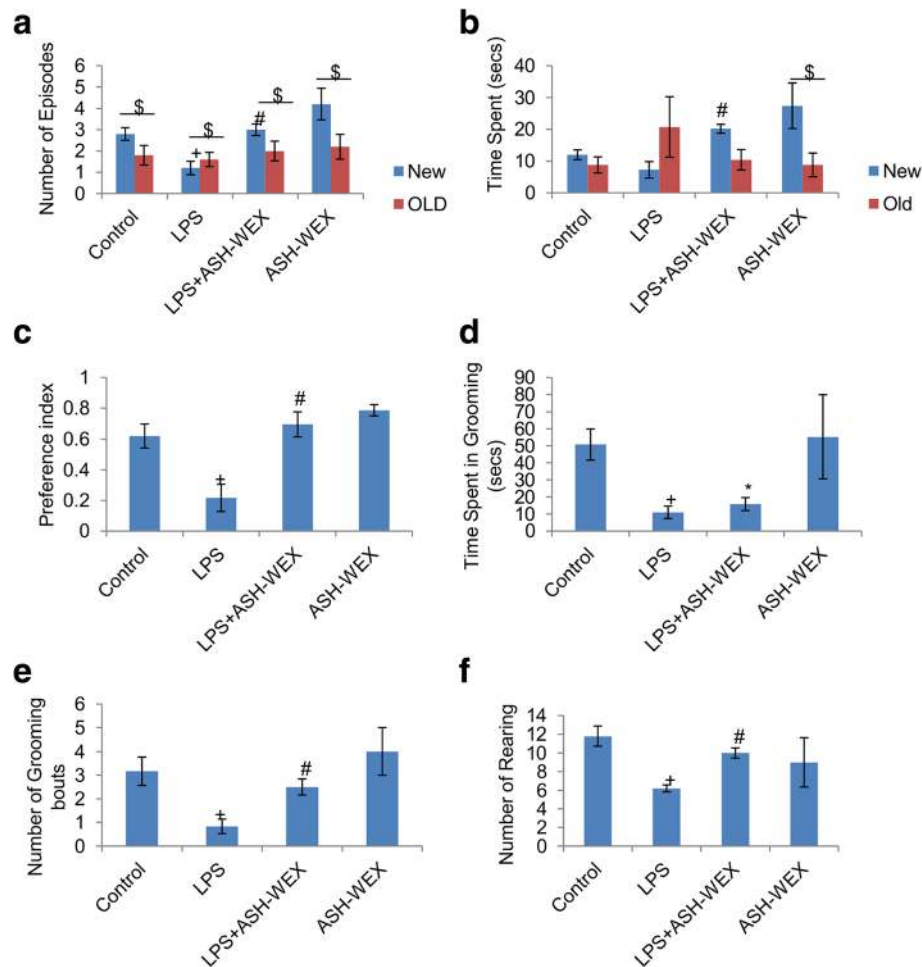 a
Number of Episodes
6
5
4
3
2
1
0
$
+
$
#
$
$
New
OLD
Control
LPS
LPS+ASH-WEX
ASH-WEX
b
Time Spent (secs)
40
30
20
10
0
#
$
New
Old
Control
LPS
LPS+ASH-WEX
ASH-WEX
c
Preference index
1
0.8
0.6
0.4
0.2
0
+
#
Control
LPS
LPS+ASH-WEX
ASH-WEX
d
Time Spent in Grooming
(secs)
90
80
70
60
50
40
30
20
10
0
+
*
Control
LPS
LPS+ASH-WEX
ASH-WEX
e
Number of Grooming
bouts
6
5
4
3
2
1
0
+
#
Control
LPS
LPS+ASH-WEX
ASH-WEX
f
Number of Rearing
14
12
10
8
6
4
2
0
+
#
Control
LPS
LPS+ASH-WEX
ASH-WEX